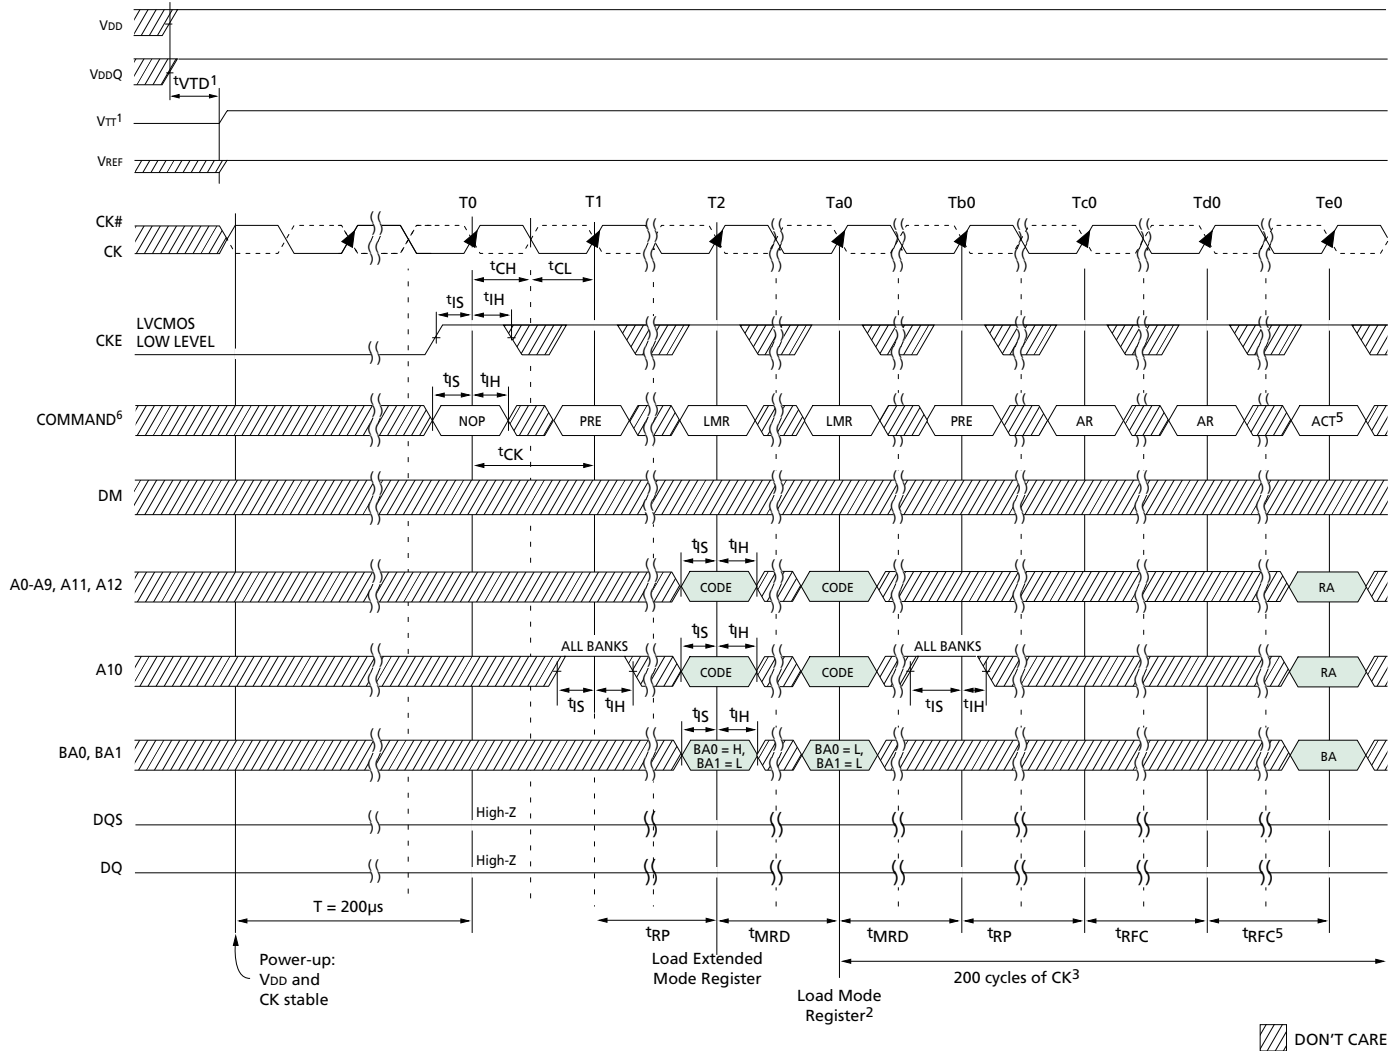 VDD
VDDQ
tVTD1
VTT1
VREF
T0 T1 T2 Ta0 Tb0 Tc0 Td0 Te0
CK#
CK
tCH tCL
tIS tIH
LVCMOS
LOW LEVEL
CKE
tIS tIH
COMMAND6
NOP PRE LMR LMR PRE AR AR ACT5
tCK
DM
tIS tIH
A0-A9, A11, A12
CODE CODE RA
tIS tIH
ALL BANKS ALL BANKS
A10
CODE CODE RA
tIS tIH tIS tIH
tIS tIH
BA0, BA1
BA0 = H,
BA1 = L
BA0 = L,
BA1 = L
BA
DQS
High-Z
DQ
High-Z
T = 200µs
tRP tMRD tMRD tRP tRFC tRFC5
Power-up:
VDD and
CK stable
Load Extended
Mode Register
Load Mode
Register2
200 cycles of CK3
DON'T CARE